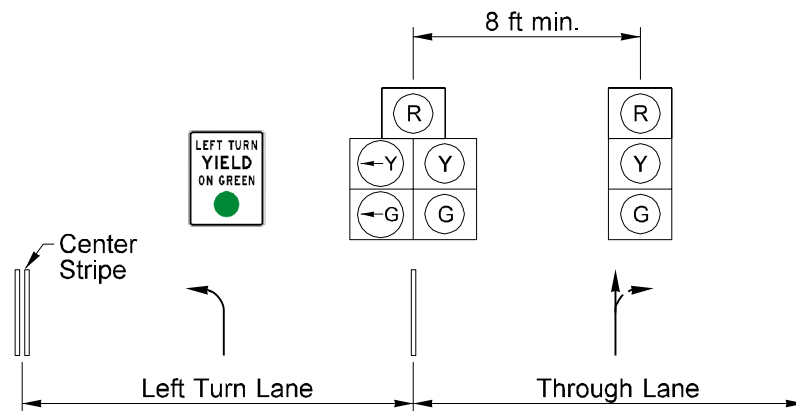 8 ft min.
R
R
LEFT TURN
YIELD
ON GREEN
Y
Y
Y
G
G
G
Center
Stripe
Left Turn Lane
Through Lane